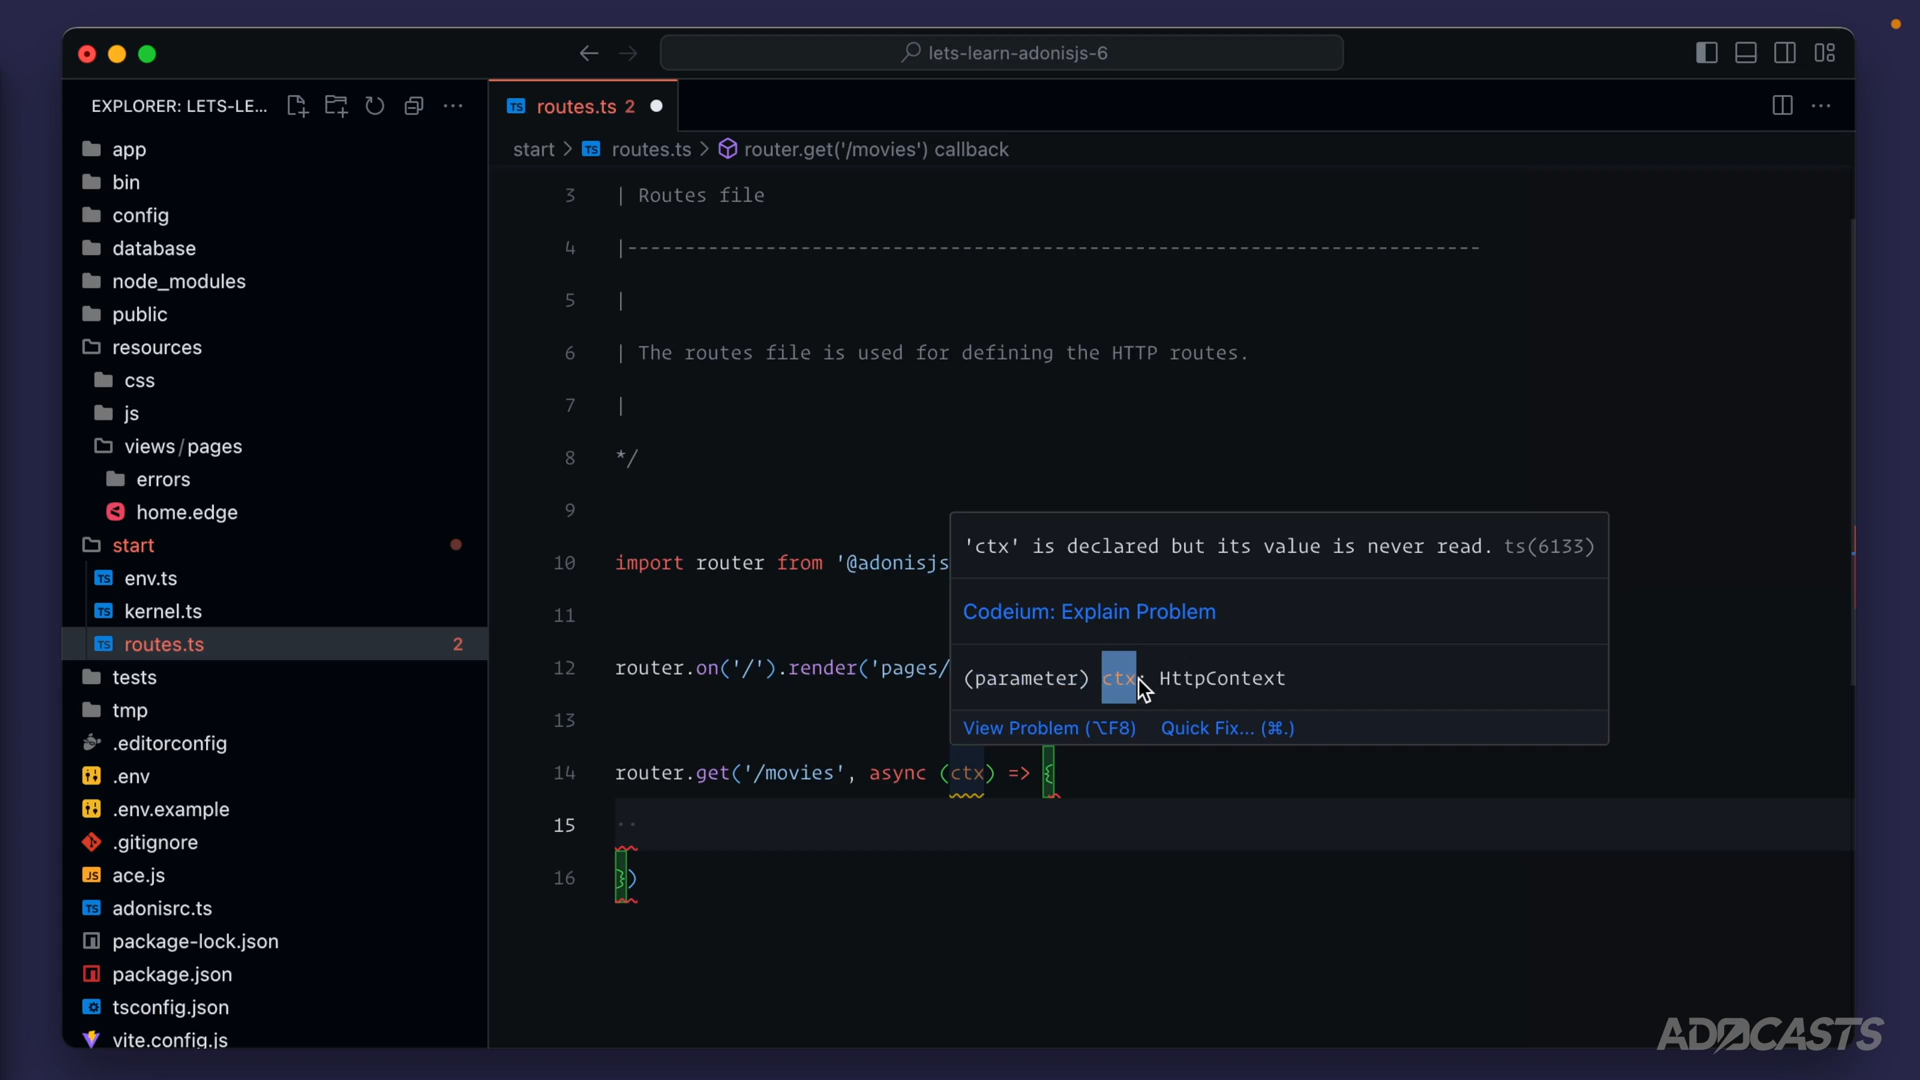 lets-learn-adonisjs-6
EXPLORER: LETS-LE...
app
bin
config
database
node_modules
public
resources
css
js
views/pages
errors
home.edge
start
env.ts
kernel.ts
routes.ts 2
tests
tmp
.editorconfig
.env
.env.example
.gitignore
ace.js
adonisrc.ts
package-lock.json
package.json
tsconfig.json
vite.config.js
routes.ts 2
start > routes.ts > router.get('/movies') callback
3 | Routes file
4 |--------------------------------------------------------------------------
5 |
6 | The routes file is used for defining the HTTP routes.
7 |
8 */
9
10 import router from '@adonisjs
11
12 router.on('/').render('pages/
13
14 router.get('/movies', async (ctx) => {
15
16 })
'ctx' is declared but its value is never read. ts(6133)
Codeium: Explain Problem
(parameter) ctx: HttpContext
View Problem (⌥F8) Quick Fix... (⌘.)
ADOCASTS